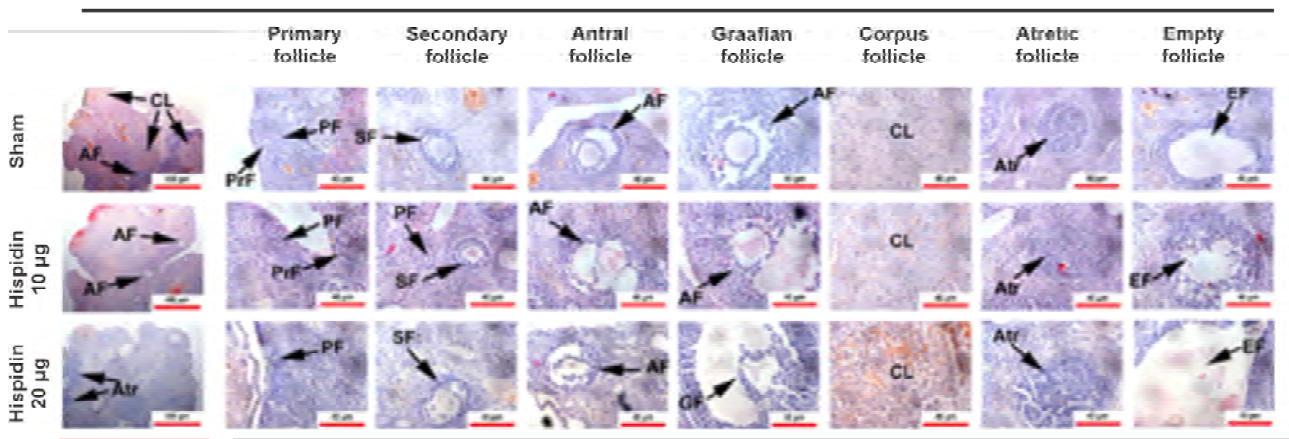 Primary follicle
Secondary follicle
Antral follicle
Graafian follicle
Corpus follicle
Atretic follicle
Empty follicle
Sham
CL
AF
PF
PrF
SF
AF
AF
CL
Atr
EF
Hispidin 10 µg
AF
AF
PF
PrF
PF
SF
AF
AF
CL
Atr
EF
Hispidin 20 µg
Atr
PF
SF
AF
GF
CL
Atr
EF